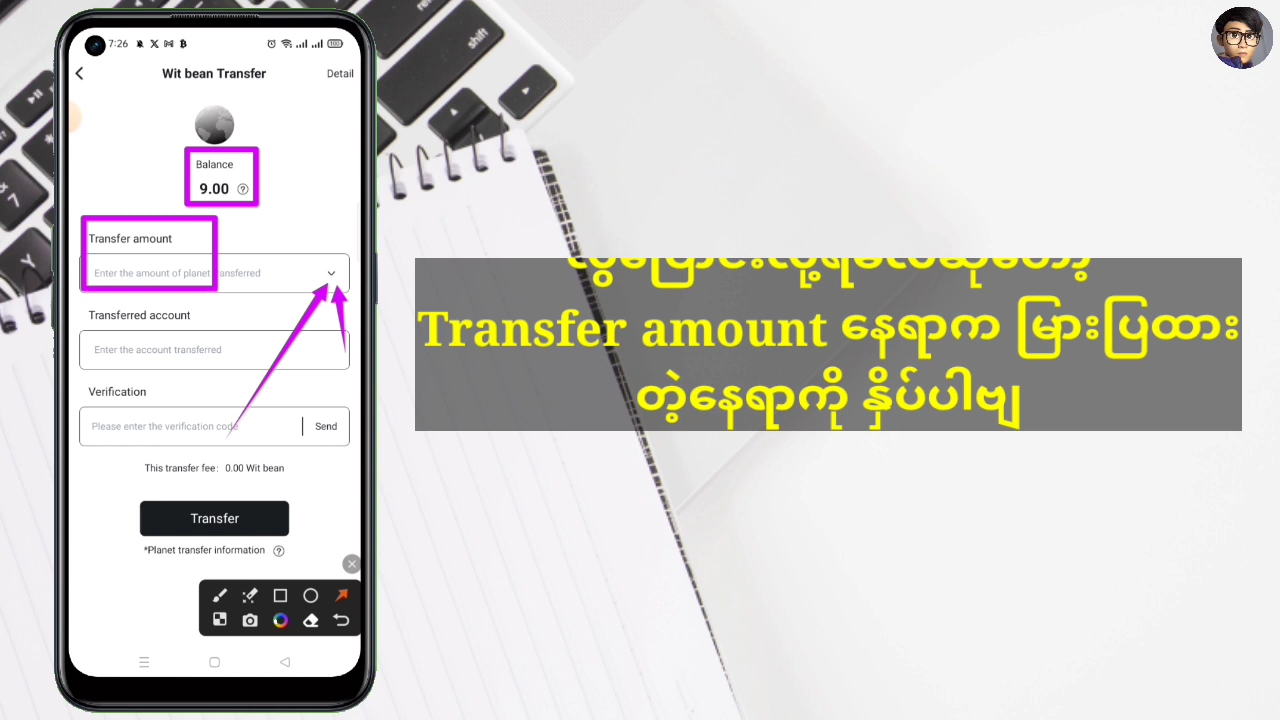 7:26
Wit bean Transfer
Detail
Balance
9.00
Transfer amount
Enter the amount of planet transferred
Transferred account
Enter the account transferred
Verification
Please enter the verification code
Send
This transfer fee: 0.00 Wit bean
Transfer
*Planet transfer information
Transfer amount နေရာက မြားပြထား
တဲ့နေရာကို နှိပ်ပါဗျ
shift